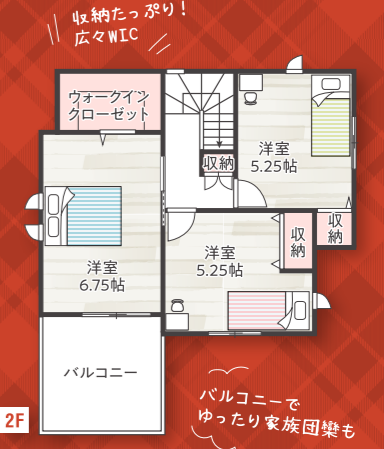 収納たっぷり!
広々WIC
ウォークイン
クローゼット
収納
洋室
5.25帖
収
納
洋室
5.25帖
収
納
洋室
6.75帖
バルコニー
バルコニーで
ゆったり家族団欒も
2F